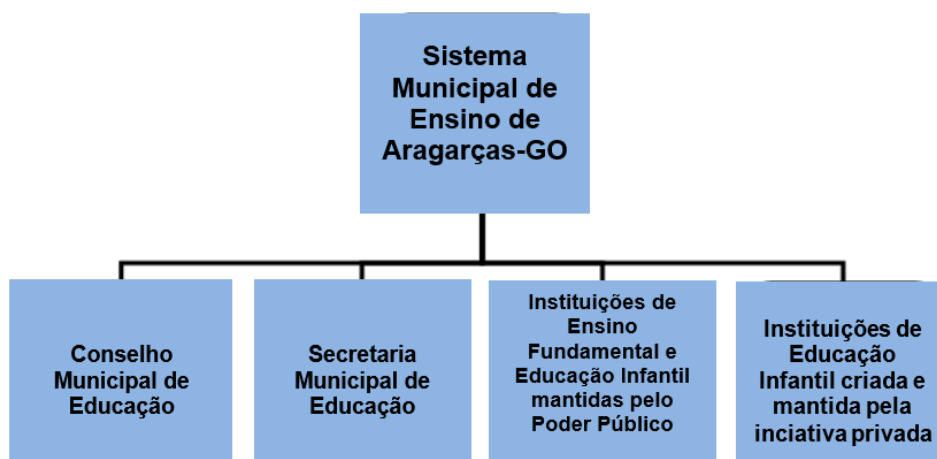 Sistema
Municipal de
Ensino de
Aragarças-GO
Conselho
Municipal de
Educação
Secretaria
Municipal de
Educação
Instituições de
Ensino
Fundamental e
Educação Infantil
mantidas pelo
Poder Público
Instituições de
Educação
Infantil criada e
mantida pela
inciativa privada